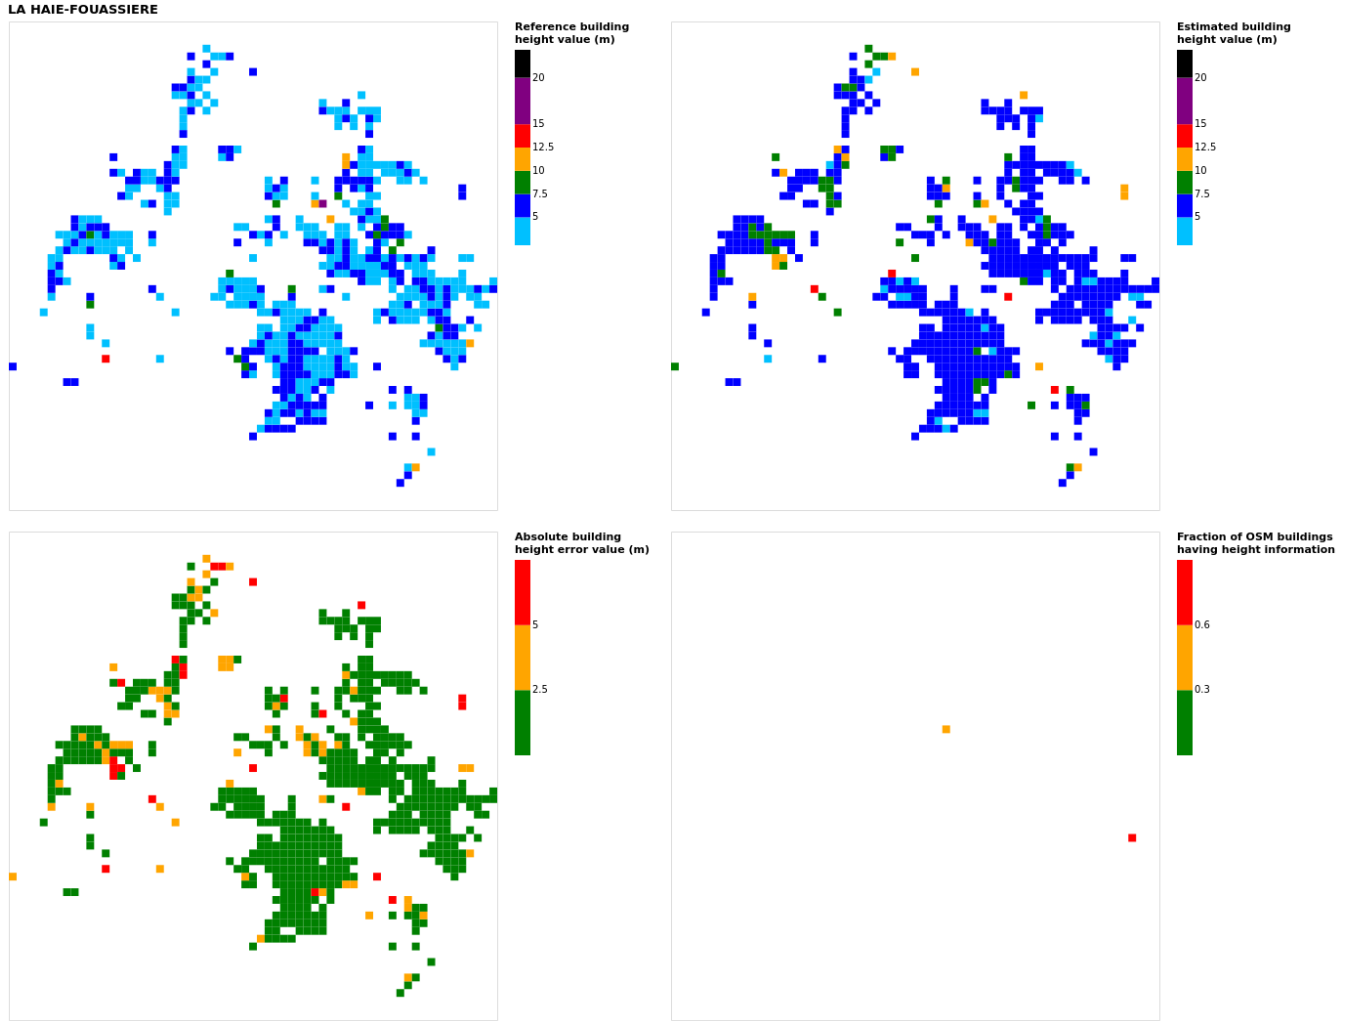 LA HAIE-FOUASSIERE
Reference building
height value (m)
20
15
12.5
10
7.5
5
Estimated building
height value (m)
20
15
12.5
10
7.5
5
Absolute building
height error value (m)
5
2.5
Fraction of OSM buildings
having height information
0.6
0.3